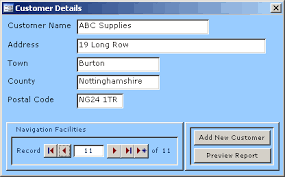 Customer Details
Customer Name ABC Supplies
Address 19 Long Row
Town Burton
County Nottinghamshire
Postal Code NG24 1TR
Navigation Facilities
Record 11 of 11
Add New Customer
Preview Report